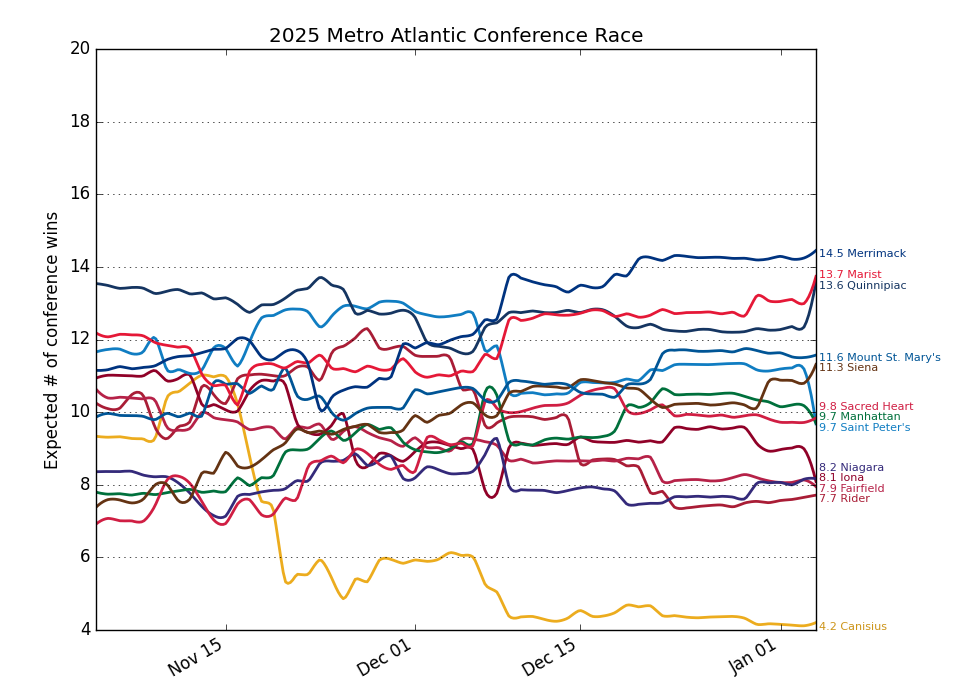 2025 Metro Atlantic Conference Race
Expected # of conference wins
20
18
16
14
12
10
8
6
4
Nov 15
Dec 01
Dec 15
Jan 01
14.5 Merrimack
13.7 Marist
13.6 Quinnipiac
11.6 Mount St. Mary's
11.3 Siena
9.8 Sacred Heart
9.7 Manhattan
9.6 Saint Peter's
8.2 Niagara
8.1 Iona
7.9 Fairfield
7.7 Rider
4.2 Canisius